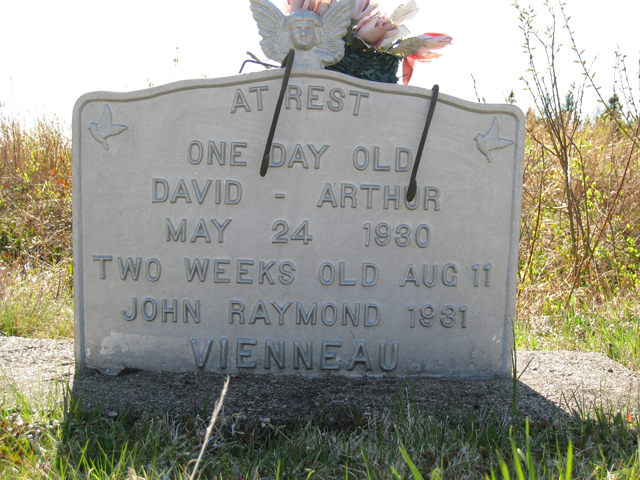 AT REST
ONE DAY OLD
DAVID - ARTHUR
MAY 24 1930
TWO WEEKS OLD AUG 11
JOHN RAYMOND 1931
VIENNEAU